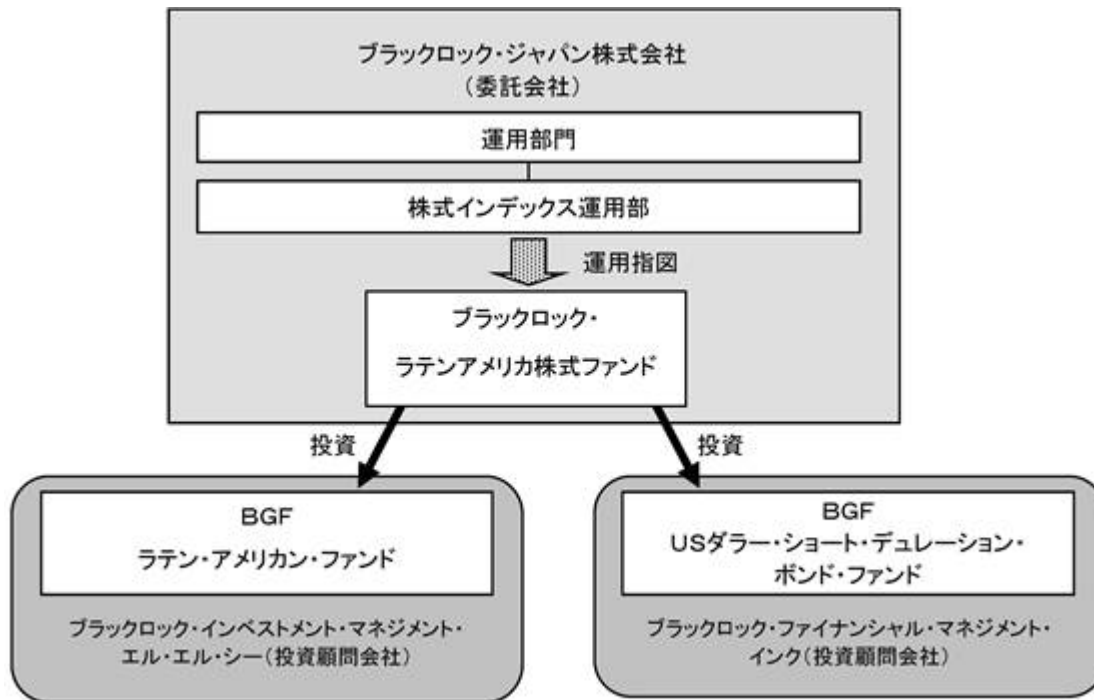 ブラックロック・ジャパン株式会社
（委託会社）
運用部門
株式インデックス運用部
運用指図
ブラックロック・
ラテンアメリカ株式ファンド
投資
投資
ＢＧＦ
ラテン・アメリカン・ファンド
ブラックロック・インベストメント・マネジメント・
エル・エル・シー（投資顧問会社）
ＢＧＦ
ＵＳダラー・ショート・デュレーション・
ボンド・ファンド
ブラックロック・ファイナンシャル・マネジメント・
インク（投資顧問会社）